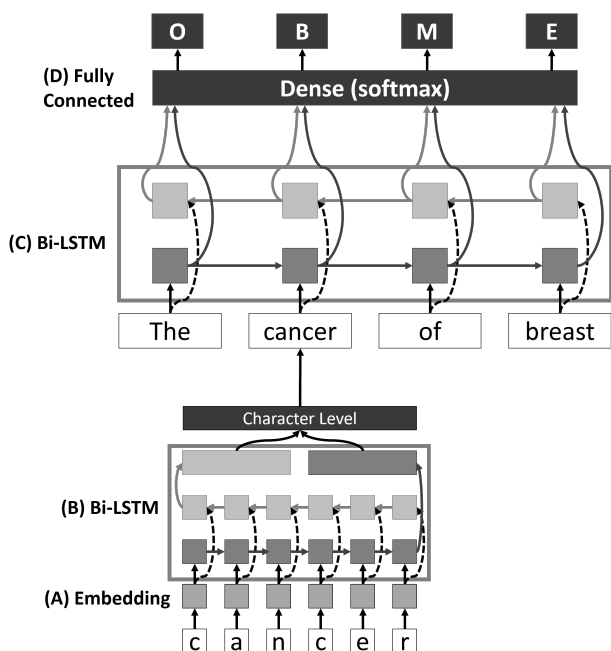 O B M E
(D) Fully
Connected
Dense (softmax)
(C) Bi-LSTM
The cancer of breast
Character Level
(B) Bi-LSTM
(A) Embedding
c a n c e r